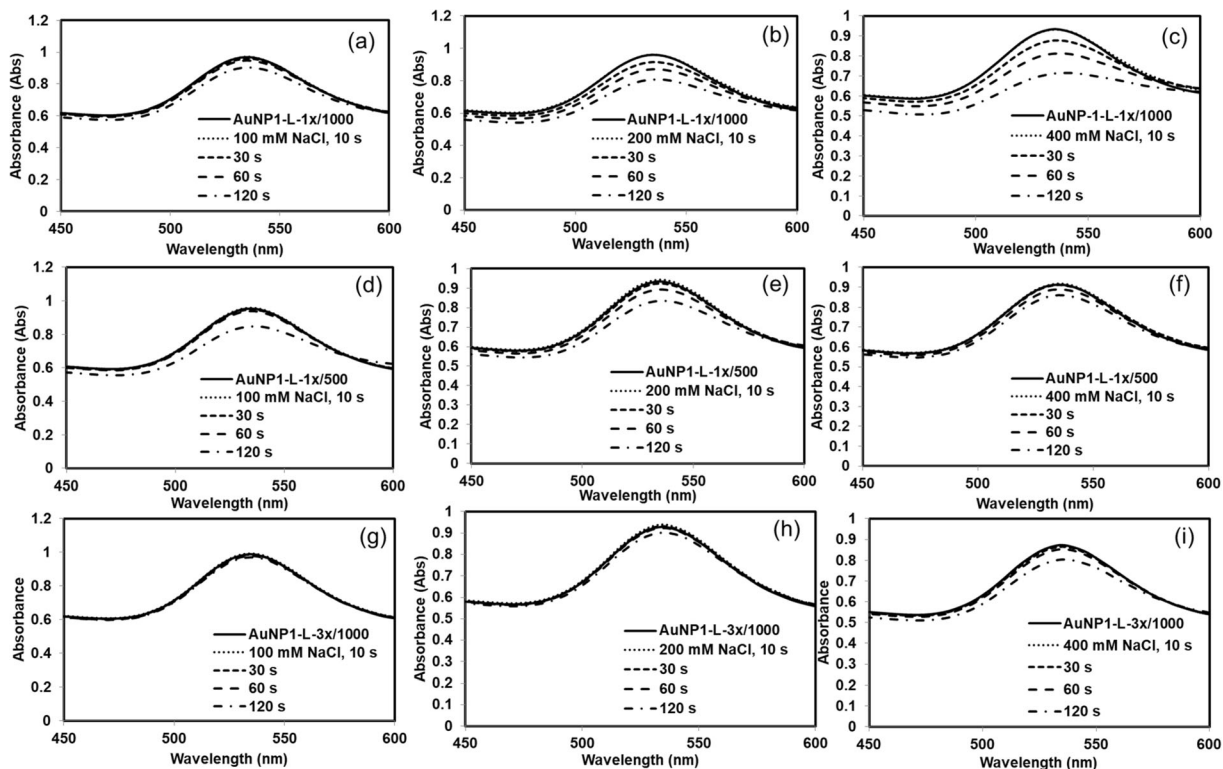 (a)
Absorbance (Abs)
1.2
1
0.8
0.6
0.4
0.2
0
AuNP1-L-1x/1000
100 mM NaCl, 10 s
30 s
60 s
120 s
450 500 550 600
Wavelength (nm)
(b)
Absorbance (Abs)
1.2
1
0.8
0.6
0.4
0.2
0
AuNP1-L-1x/1000
200 mM NaCl, 10 s
30 s
60 s
120 s
450 500 550 600
Wavelength (nm)
(c)
Absorbance (Abs)
1
0.9
0.8
0.7
0.6
0.5
0.4
0.3
0.2
0.1
0
AuNP-1-L-1x/1000
400 mM NaCl, 10 s
30 s
60 s
120 s
450 500 550 600
Wavelength (nm)
(d)
Absorbance (Abs)
1.2
1
0.8
0.6
0.4
0.2
0
AuNP1-L-1x/500
100 mM NaCl, 10 s
30 s
60 s
120 s
450 500 550 600
Wavelength (nm)
(e)
Absorbance (Abs)
1
0.9
0.8
0.7
0.6
0.5
0.4
0.3
0.2
0.1
0
AuNP1-L-1x/500
200 mM NaCl, 10 s
30 s
60 s
120 s
450 500 550 600
Wavelength (nm)
(f)
Absorbance (Abs)
1
0.9
0.8
0.7
0.6
0.5
0.4
0.3
0.2
0.1
0
AuNP1-L-1x/500
400 mM NaCl, 10 s
30 s
60 s
120 s
450 500 550 600
Wavelength (nm)
(g)
Absorbance
1.2
1
0.8
0.6
0.4
0.2
0
AuNP1-L-3x/1000
100 mM NaCl, 10 s
30 s
60 s
120 s
450 500 550 600
Wavelength (nm)
(h)
Absorbance (Abs)
1
0.9
0.8
0.7
0.6
0.5
0.4
0.3
0.2
0.1
0
AuNP1-L-3x/1000
200 mM NaCl, 10 s
30 s
60 s
120 s
450 500 550 600
Wavelength (nm)
(i)
Absorbance
1
0.9
0.8
0.7
0.6
0.5
0.4
0.3
0.2
0.1
0
AuNP1-L-3x/1000
400 mM NaCl, 10 s
30 s
60 s
120 s
450 500 550 600
Wavelength (nm)